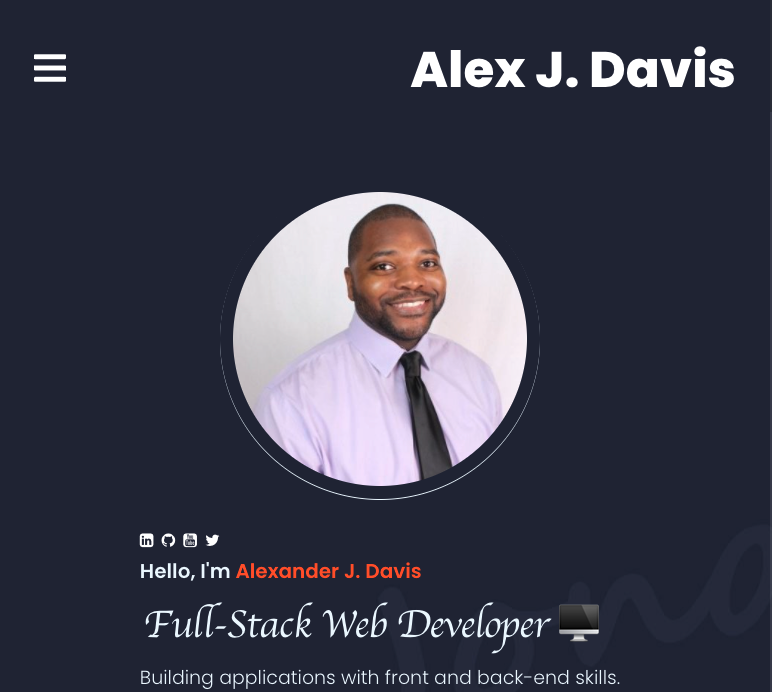 Alex J. Davis
Hello, I'm Alexander J. Davis
Full-Stack Web Developer
Building applications with front and back-end skills.